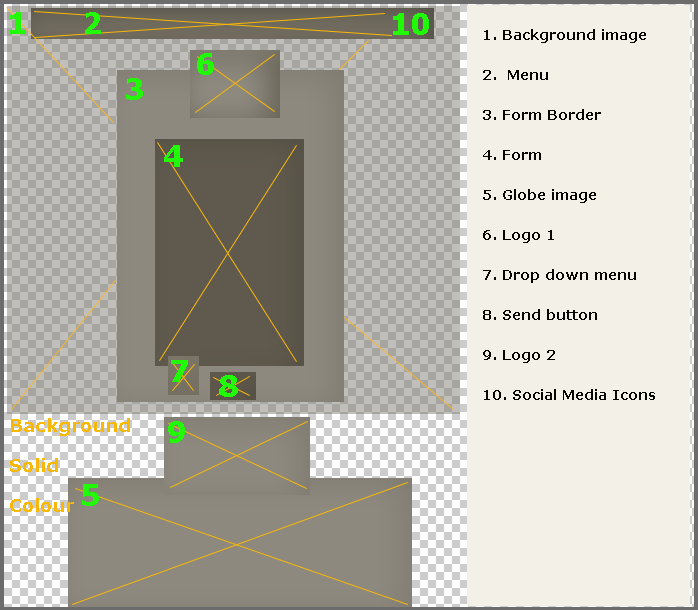 1
2
10
6
3
4
7
8
Background
9
Solid
5
Colour
1. Background image
2. Menu
3. Form Border
4. Form
5. Globe image
6. Logo 1
7. Drop down menu
8. Send button
9. Logo 2
10. Social Media Icons